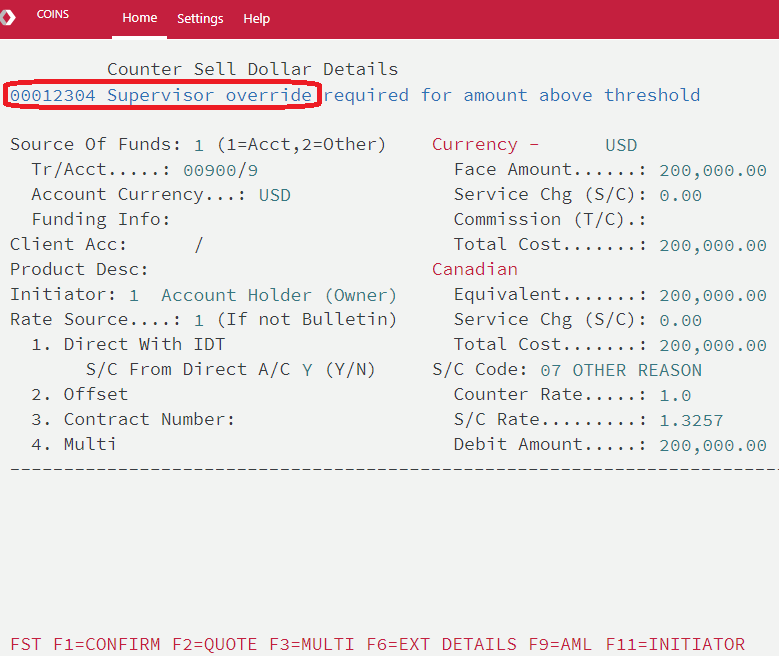 COINS Home Settings Help
Counter Sell Dollar Details
00012304 Supervisor override required for amount above threshold
Source Of Funds: 1 (1=Acct,2=Other) Currency - USD
Tr/Acct.....: 00900/9 Face Amount......: 200,000.00
Account Currency...: USD Service Chg (S/C): 0.00
Funding Info: Commission (T/C).:
Client Acc: / Total Cost.......: 200,000.00
Product Desc: Canadian
Initiator: 1 Account Holder (Owner) Equivalent.......: 200,000.00
Rate Source....: 1 (If not Bulletin) Service Chg (S/C): 0.00
1. Direct With IDT Total Cost.......: 200,000.00
S/C From Direct A/C Y (Y/N) S/C Code: 07 OTHER REASON
2. Offset Counter Rate.....: 1.0
3. Contract Number: S/C Rate.........: 1.3257
4. Multi Debit Amount.....: 200,000.00
FST F1=CONFIRM F2=QUOTE F3=MULTI F6=EXT DETAILS F9=AML F11=INITIATOR